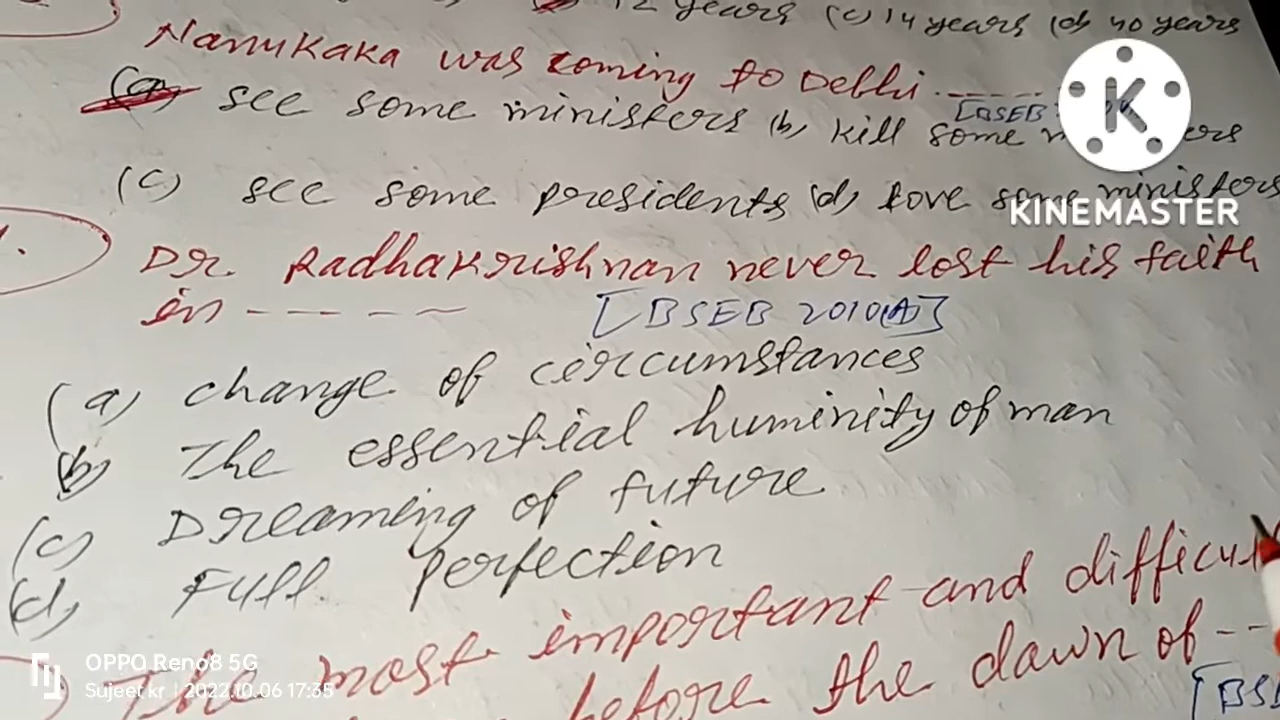 12 years (c) 14 years (d) 40 years
Nanukaka was coming to Delhi
(a) see some ministers (b) kill some
[BSEB
(c) see some presidents (d) love some ministers
KINEMASTER
Dr. Radhakrishnan never lost his faith
in ----- [BSEB 2010(A)]
(a) change of circumstances
(b) The essential huminity of man
(c) Dreaming of future
(d) Full perfection
The most important and difficult
before the dawn of --
[BSE
OPPO Reno8 5G
Sujeet kr | 2022.10.06 17:35